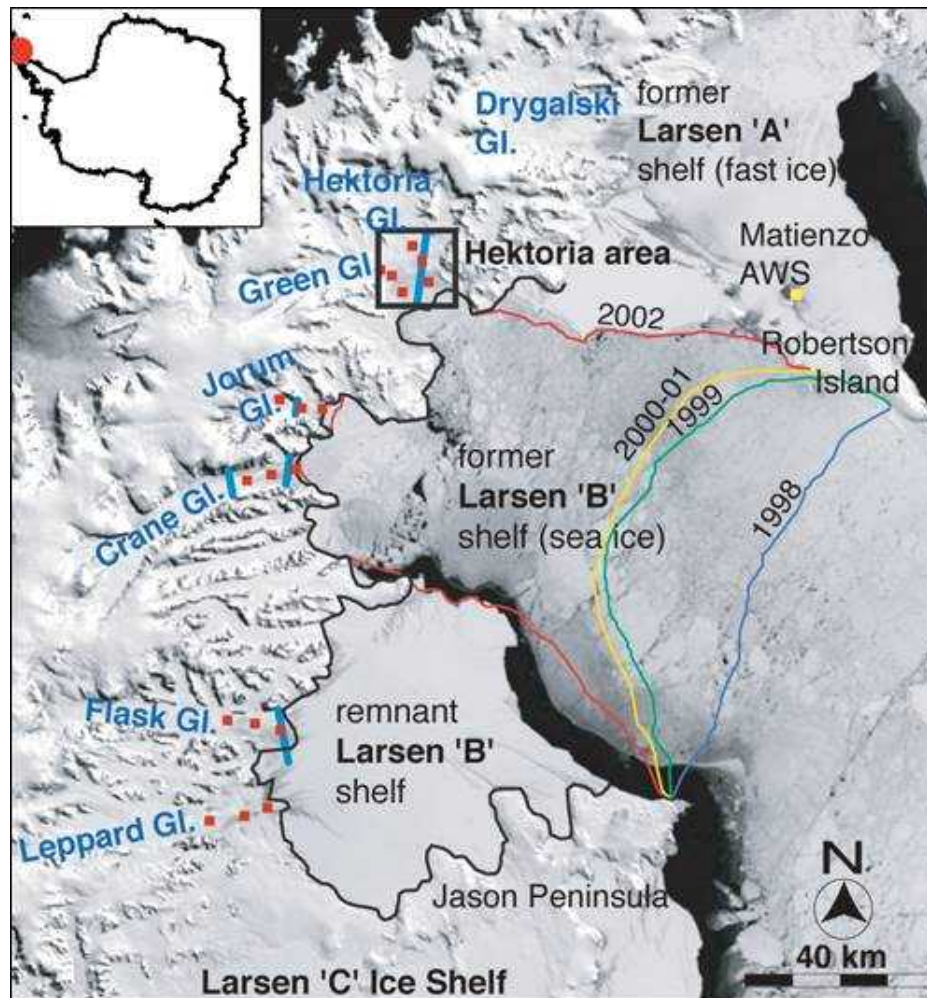 Drygalski
Gl.
former
Larsen 'A'
shelf (fast ice)
Hektoria
Gl.
Hektoria area
Green Gl.
Matienzo
AWS
2002
Robertson
Island
Jorum
Gl.
2000-01
1999
1998
former
Larsen 'B'
shelf (sea ice)
Crane Gl.
Flask Gl.
remnant
Larsen 'B'
shelf
Leppard Gl.
Jason Peninsula
N
40 km
Larsen 'C' Ice Shelf